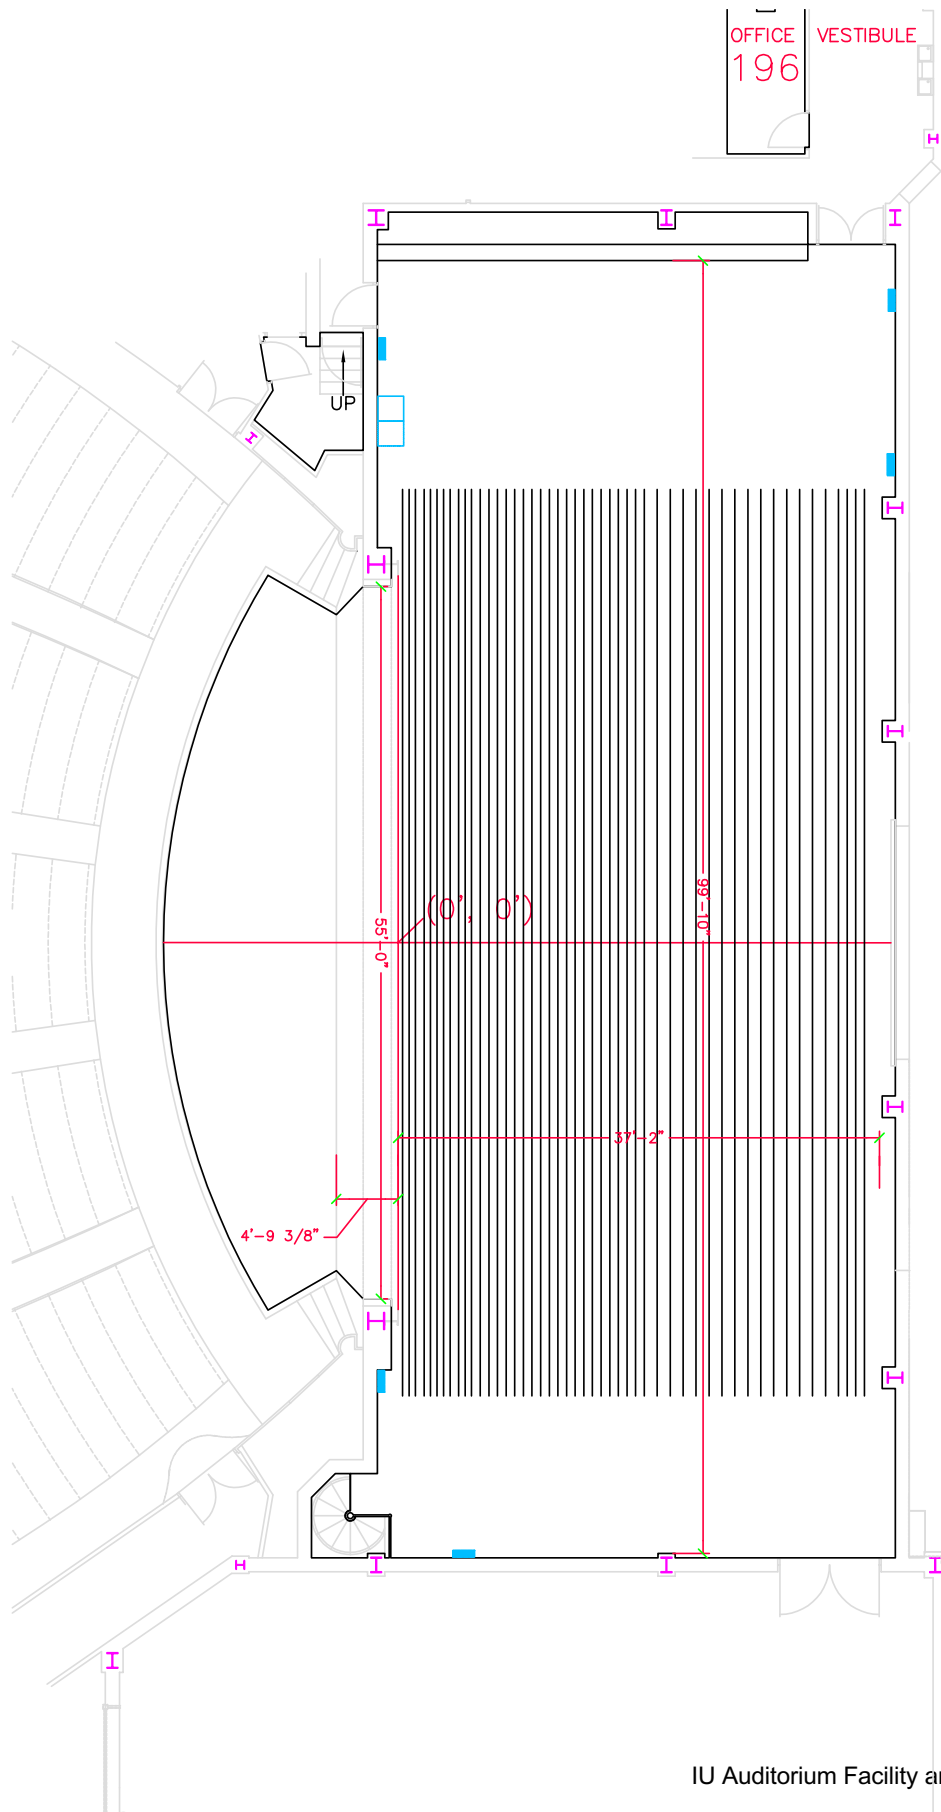 OFFICE VESTIBULE
196
UP
(0', 0')
99'-10"
55'-0"
37'-2"
4'-9 3/8"
IU Auditorium Facility